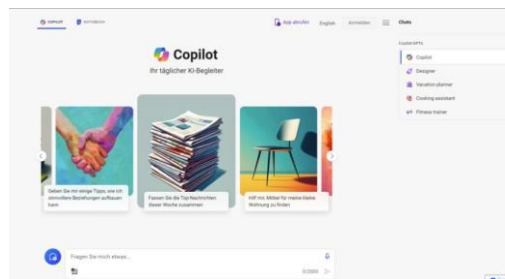 COPILOT
NOTEBOOK
App abrufen
English
Anmelden
Chats
Copilot
Ihr täglicher KI-Begleiter
Copilot GPTs
Copilot
Designer
Vacation planner
Cooking assistant
Fitness trainer
Geben Sie mir einige Tipps, wie ich
sinnvollere Beziehungen aufbauen
kann
Fassen Sie die Top-Nachrichten
dieser Woche zusammen
Hilf mit, Möbel für meine kleine
Wohnung zu finden
Fragen Sie mich etwas...
0/2000